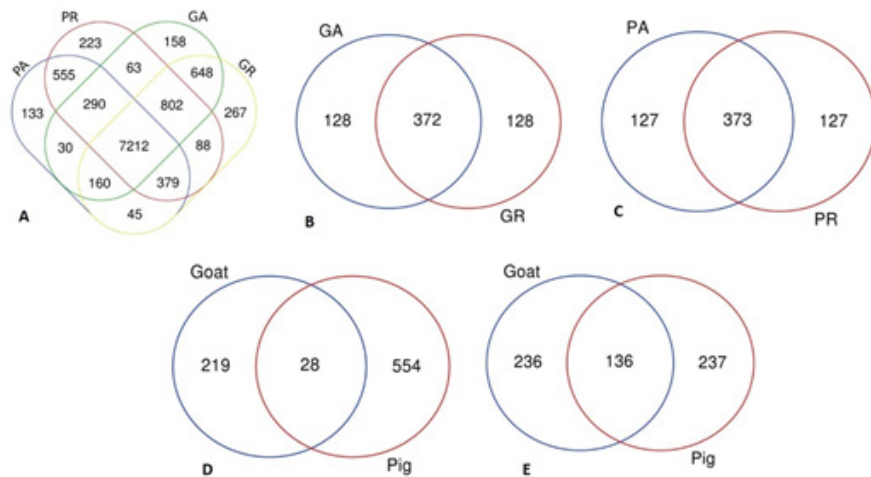 PA
PR
GA
GR
133
223
158
267
555
63
648
290
802
30
7212
88
160
379
45
A
GA
128
372
128
GR
B
PA
127
373
127
PR
C
Goat
219
28
554
Pig
D
Goat
236
136
237
Pig
E